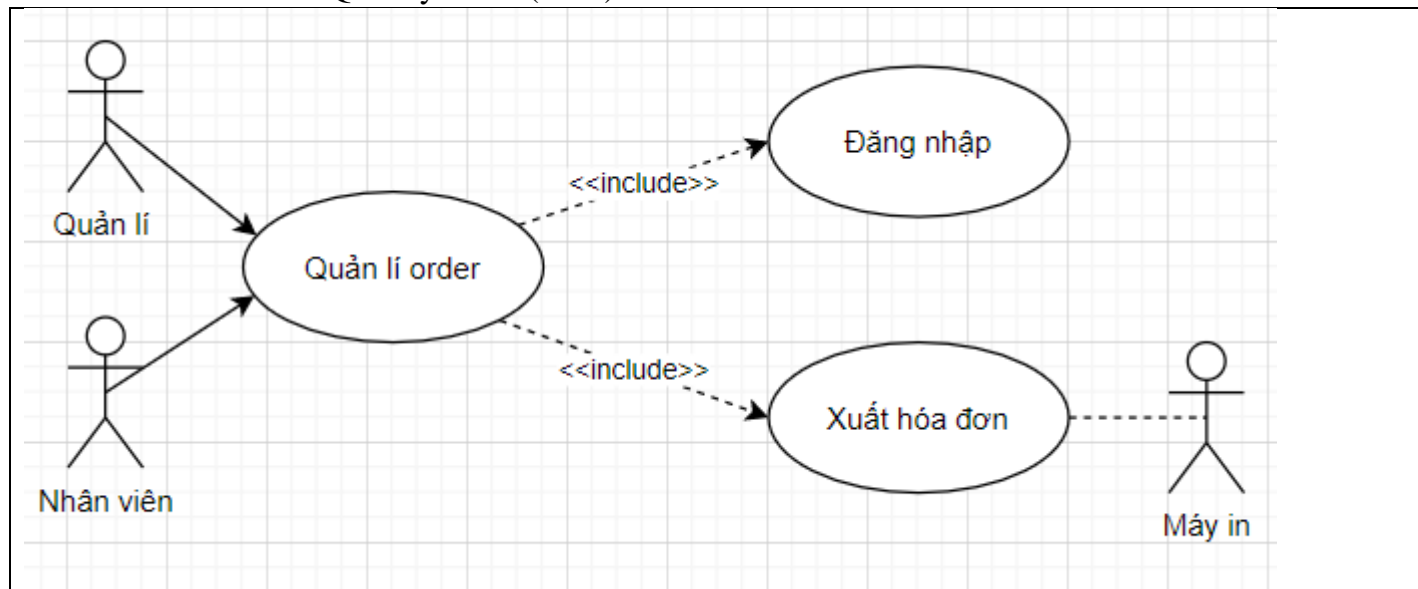 Quản lí
Đăng nhập
<<include>>
Quản lí order
<<include>>
Xuất hóa đơn
Nhân viên
Máy in